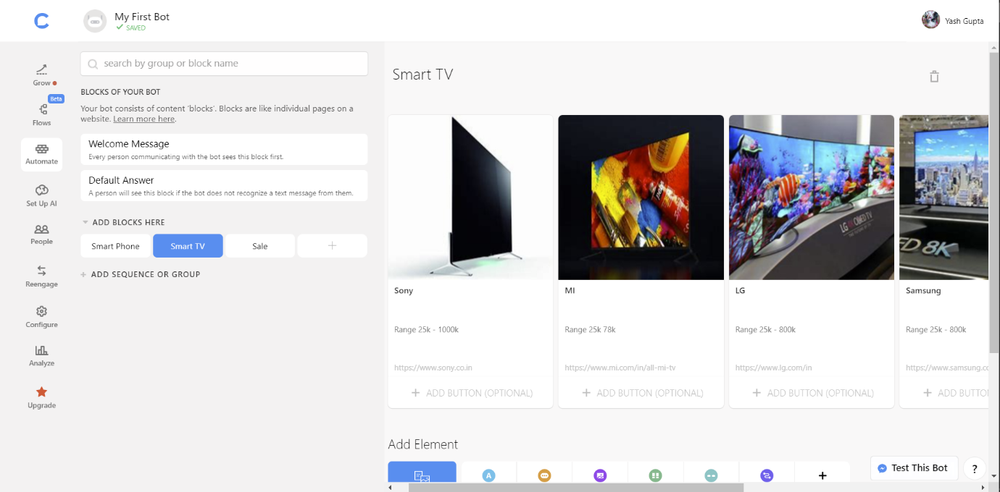 My First Bot
SAVED
Yash Gupta
Grow
Beta
Flows
Automate
Set Up AI
People
Reengage
Configure
Analyze
Upgrade
search by group or block name
BLOCKS OF YOUR BOT
Your bot consists of content 'blocks'. Blocks are like individual pages on a
website. Learn more here.
Welcome Message
Every person communicating with the bot sees this block first.
Default Answer
A person will see this block if the bot does not recognize a text message from them.
ADD BLOCKS HERE
Smart Phone
Smart TV
Sale
+
+ ADD SEQUENCE OR GROUP
Smart TV
LG
ED 8K
Sony
MI
LG
Samsung
Range 25k - 1000k
Range 25k 78k
Range 25k - 800k
Range 25k - 800k
https://www.sony.co.in
https://www.mi.com/in/all-mi-tv
https://www.lg.com/in
https://www.samsung.cc
+ ADD BUTTON (OPTIONAL)
+ ADD BUTTON (OPTIONAL)
+ ADD BUTTON (OPTIONAL)
+ ADD BUTTO
Add Element
A
+
Test This Bot
?